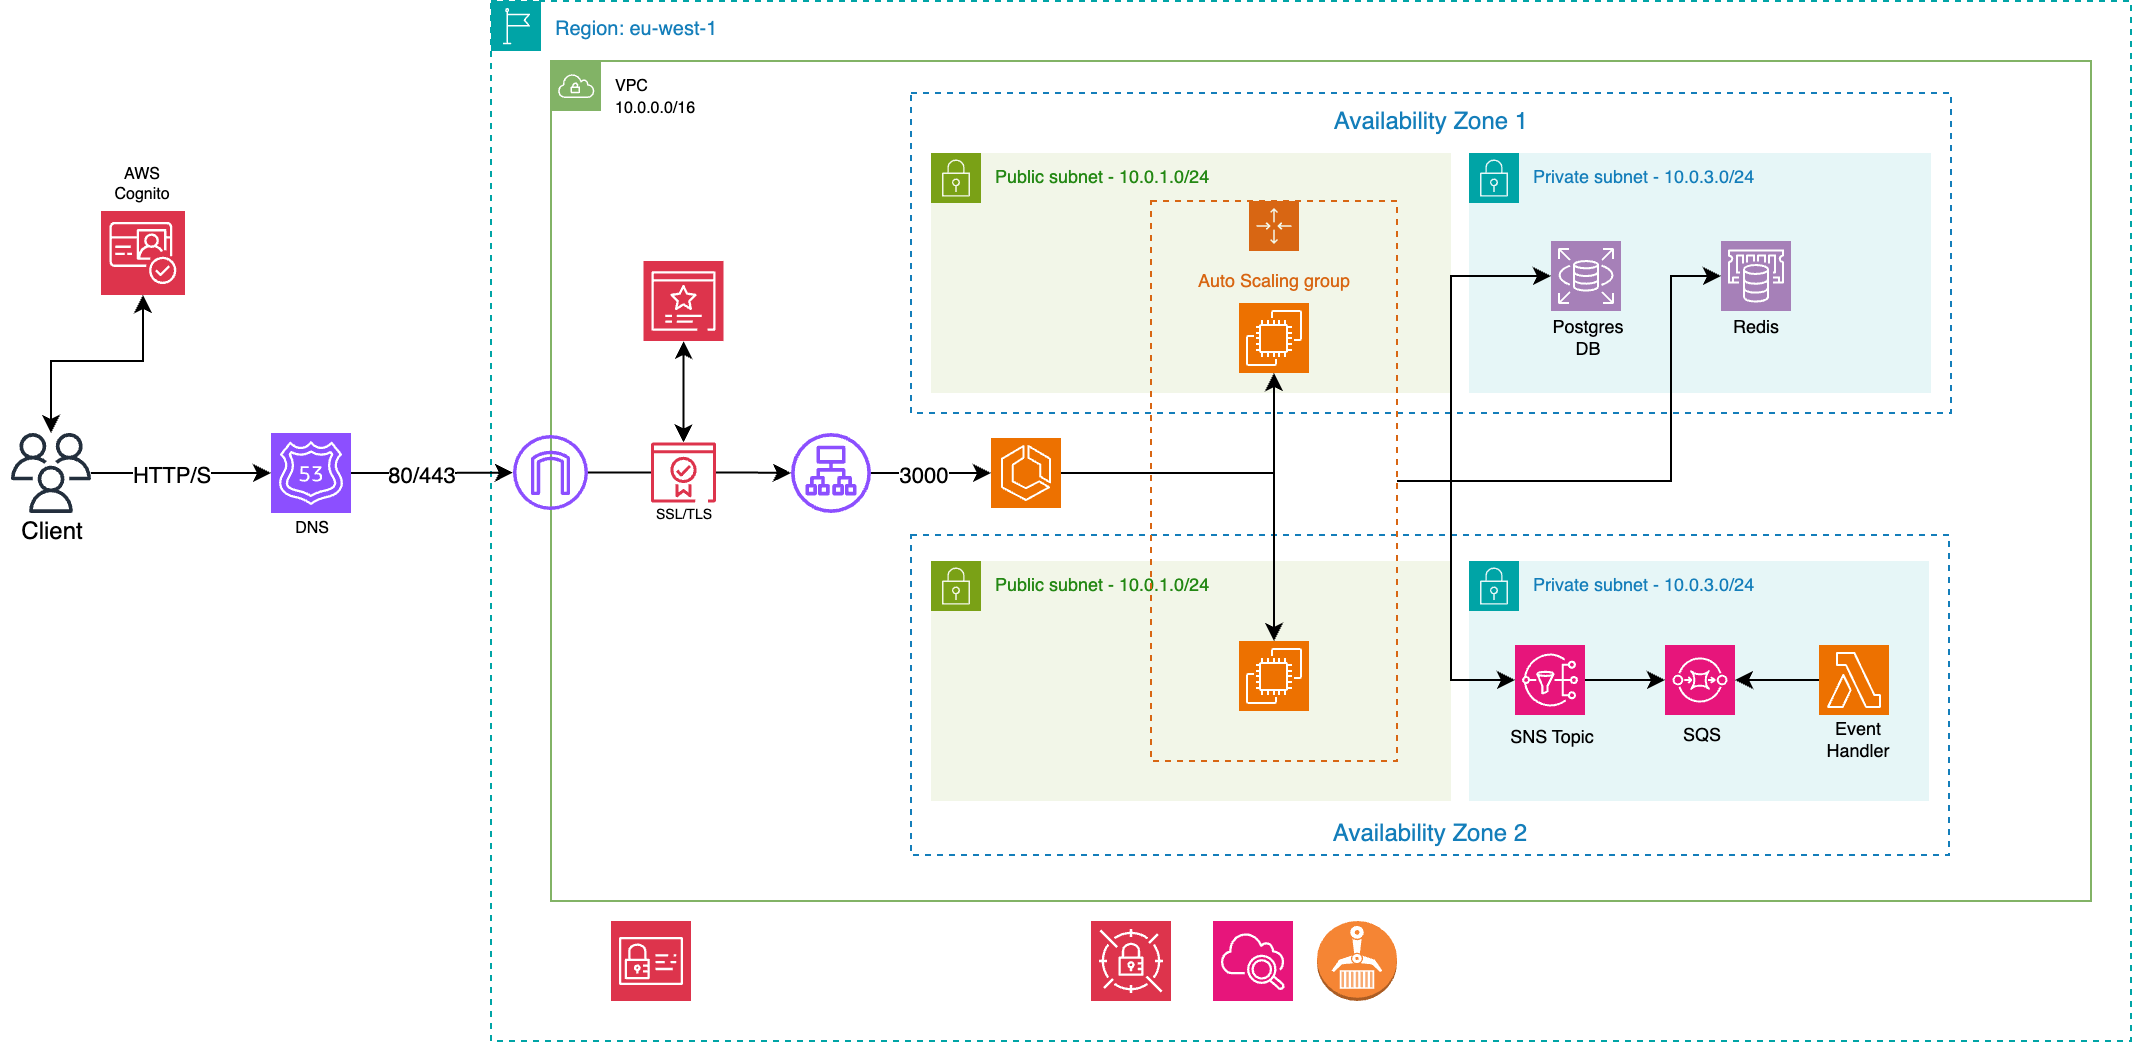 Region: eu-west-1
VPC
10.0.0.0/16
Availability Zone 1
AWS
Cognito
Public subnet - 10.0.1.0/24
Private subnet - 10.0.3.0/24
Auto Scaling group
Postgres
DB
Redis
HTTP/S
53
80/443
3000
Client
DNS
SSL/TLS
Public subnet - 10.0.1.0/24
Private subnet - 10.0.3.0/24
SNS Topic
SQS
Event
Handler
Availability Zone 2